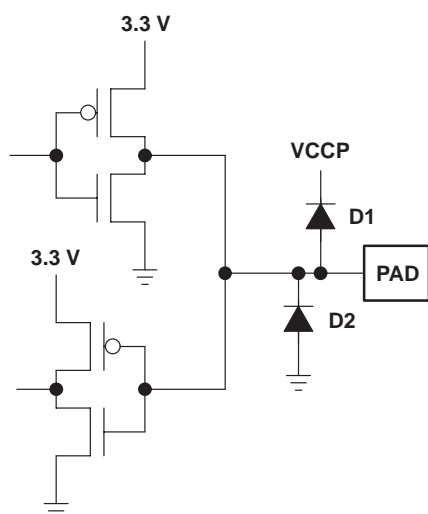 3.3 V
VCCP
D1
3.3 V
PAD
D2